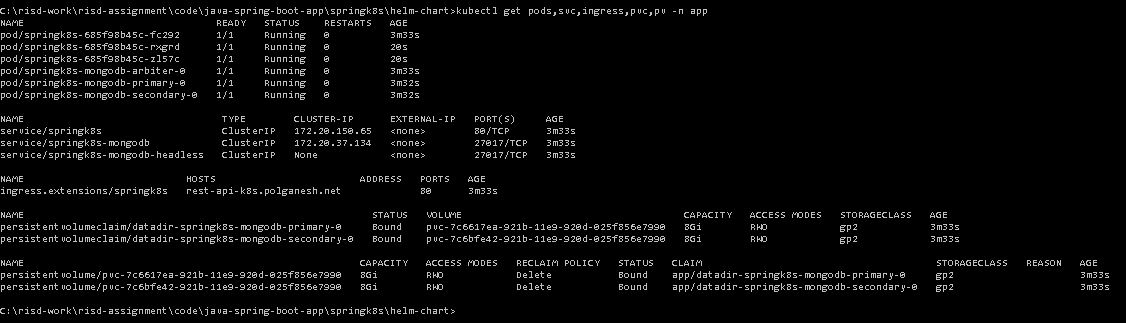 C:\risd-work\risd-assignment\code\java-spring-boot-app\springk8s\helm-chart>kubectl get pods,svc,ingress,pvc,pv -n app
NAME READY STATUS RESTARTS AGE
pod/springk8s-685f98b45c-fc292 1/1 Running 0 3m33s
pod/springk8s-685f98b45c-rxgrd 1/1 Running 0 20s
pod/springk8s-685f98b45c-zl57c 1/1 Running 0 20s
pod/springk8s-mongodb-arbiter-0 1/1 Running 0 3m33s
pod/springk8s-mongodb-primary-0 1/1 Running 0 3m32s
pod/springk8s-mongodb-secondary-0 1/1 Running 0 3m32s
NAME TYPE CLUSTER-IP EXTERNAL-IP PORT(S) AGE
service/springk8s ClusterIP 172.20.150.65 <none> 80/TCP 3m33s
service/springk8s-mongodb ClusterIP 172.20.37.134 <none> 27017/TCP 3m33s
service/springk8s-mongodb-headless ClusterIP None <none> 27017/TCP 3m33s
NAME HOSTS ADDRESS PORTS AGE
ingress.extensions/springk8s rest-api-k8s.polganesh.net 80 3m33s
NAME STATUS VOLUME CAPACITY ACCESS MODES STORAGECLASS AGE
persistentvolumeclaim/datadir-springk8s-mongodb-primary-0 Bound pvc-7c6617ea-921b-11e9-920d-025f856e7990 8Gi RWO gp2 3m33s
persistentvolumeclaim/datadir-springk8s-mongodb-secondary-0 Bound pvc-7c6bfe42-921b-11e9-920d-025f856e7990 8Gi RWO gp2 3m33s
NAME CAPACITY ACCESS MODES RECLAIM POLICY STATUS CLAIM STORAGECLASS REASON AGE
persistentvolume/pvc-7c6617ea-921b-11e9-920d-025f856e7990 8Gi RWO Delete Bound app/datadir-springk8s-mongodb-primary-0 gp2 3m33s
persistentvolume/pvc-7c6bfe42-921b-11e9-920d-025f856e7990 8Gi RWO Delete Bound app/datadir-springk8s-mongodb-secondary-0 gp2 3m33s
C:\risd-work\risd-assignment\code\java-spring-boot-app\springk8s\helm-chart>